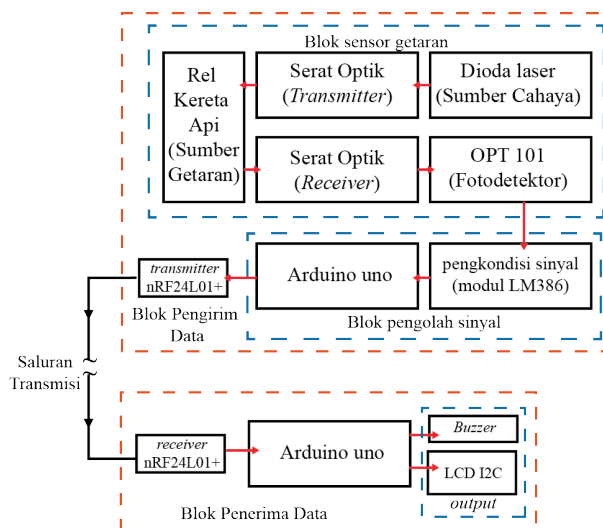 Blok sensor getaran
Rel
Kereta
Api
(Sumber
Getaran)
Serat Optik
(Transmitter)
Dioda laser
(Sumber Cahaya)
Serat Optik
(Receiver)
OPT 101
(Fotodetektor)
transmitter
nRF24L01+
Arduino uno
pengkondisi sinyal
(modul LM386)
Blok Pengirim
Data
Blok pengolah sinyal
Saluran
Transmisi
receiver
nRF24L01+
Arduino uno
Buzzer
LCD I2C
output
Blok Penerima Data